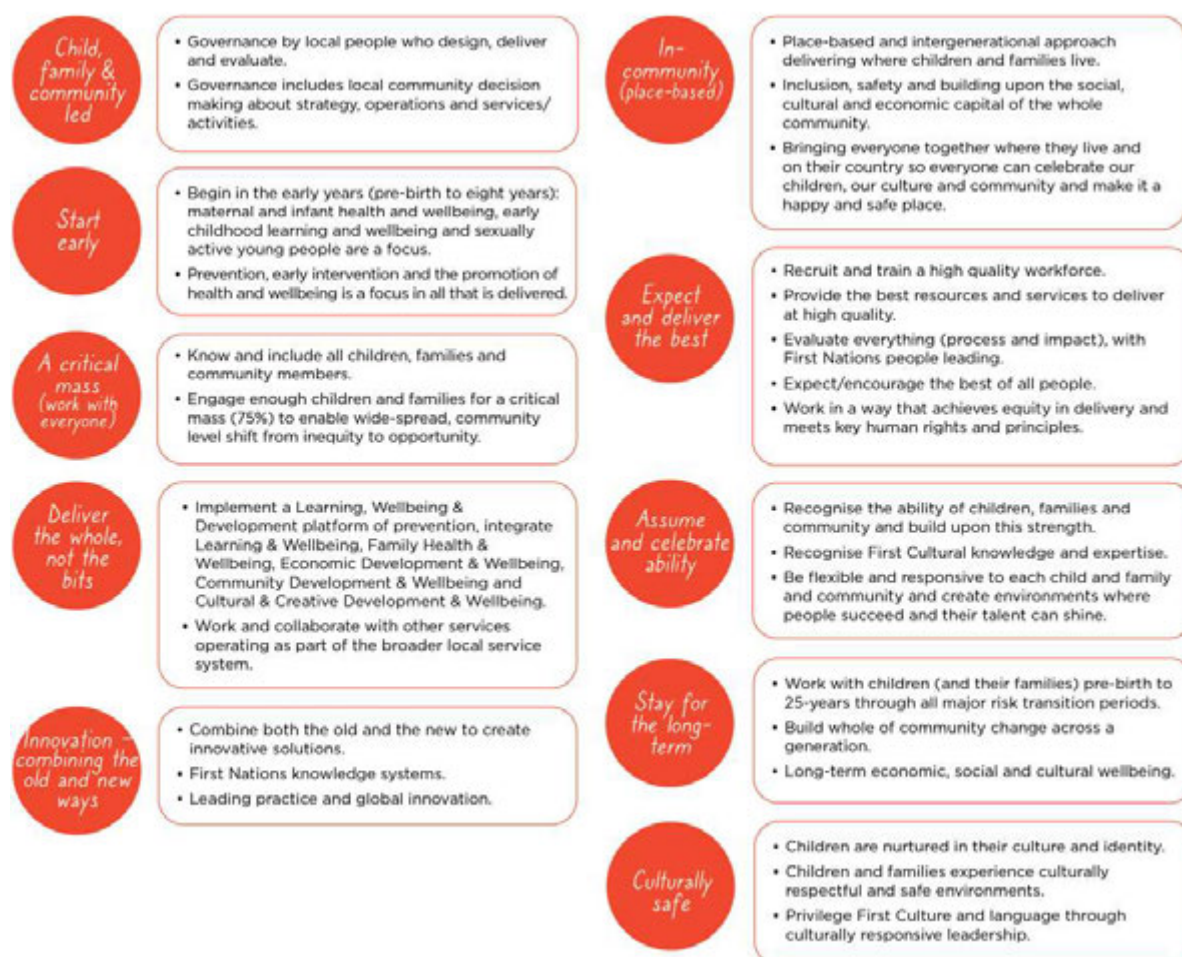 Child,
family &
community
led
• Governance by local people who design, deliver
and evaluate.
• Governance includes local community decision
making about strategy, operations and services/
activities.
Start
early
• Begin in the early years (pre-birth to eight years):
maternal and infant health and wellbeing, early
childhood learning and wellbeing and sexually
active young people are a focus.
• Prevention, early intervention and the promotion of
health and wellbeing is a focus in all that is delivered.
A critical
mass
(work with
everyone)
• Know and include all children, families and
community members.
• Engage enough children and families for a critical
mass (75%) to enable wide-spread, community
level shift from inequity to opportunity.
Deliver
the whole,
not the
bits
• Implement a Learning, Wellbeing &
Development platform of prevention, integrate
Learning & Wellbeing, Family Health &
Wellbeing, Economic Development & Wellbeing,
Community Development & Wellbeing and
Cultural & Creative Development & Wellbeing.
• Work and collaborate with other services
operating as part of the broader local service
system.
Innovation –
combining the
old and new
ways
• Combine both the old and the new to create
innovative solutions.
• First Nations knowledge systems.
• Leading practice and global innovation.
In-
community
(place-based)
• Place-based and intergenerational approach
delivering where children and families live.
• Inclusion, safety and building upon the social,
cultural and economic capital of the whole
community.
• Bringing everyone together where they live and
on their country so everyone can celebrate our
children, our culture and community and make it a
happy and safe place.
Expect
and deliver
the best
• Recruit and train a high quality workforce.
• Provide the best resources and services to deliver
at high quality.
• Evaluate everything (process and impact), with
First Nations people leading.
• Expect/encourage the best of all people.
• Work in a way that achieves equity in delivery and
meets key human rights and principles.
Assume
and celebrate
ability
• Recognise the ability of children, families and
community and build upon this strength.
• Recognise First Cultural knowledge and expertise.
• Be flexible and responsive to each child and family
and community and create environments where
people succeed and their talent can shine.
Stay for
the long-
term
• Work with children (and their families) pre-birth to
25-years through all major risk transition periods.
• Build whole of community change across a
generation.
• Long-term economic, social and cultural wellbeing.
Culturally
safe
• Children are nurtured in their culture and identity.
• Children and families experience culturally
respectful and safe environments.
• Privilege First Culture and language through
culturally responsive leadership.